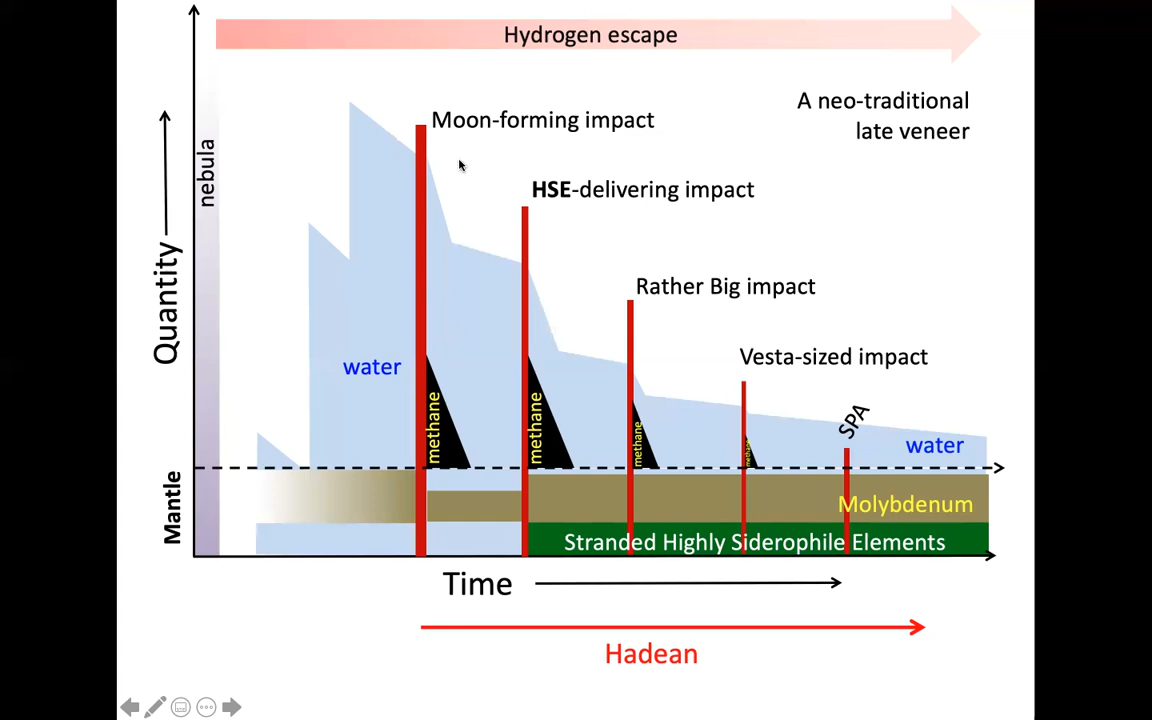 Hydrogen escape
A neo-traditional
late veneer
nebula
Quantity
Moon-forming impact
HSE-delivering impact
Rather Big impact
Vesta-sized impact
SPA
water
methane
methane
methane
methane
water
Mantle
Molybdenum
Stranded Highly Siderophile Elements
Time
Hadean